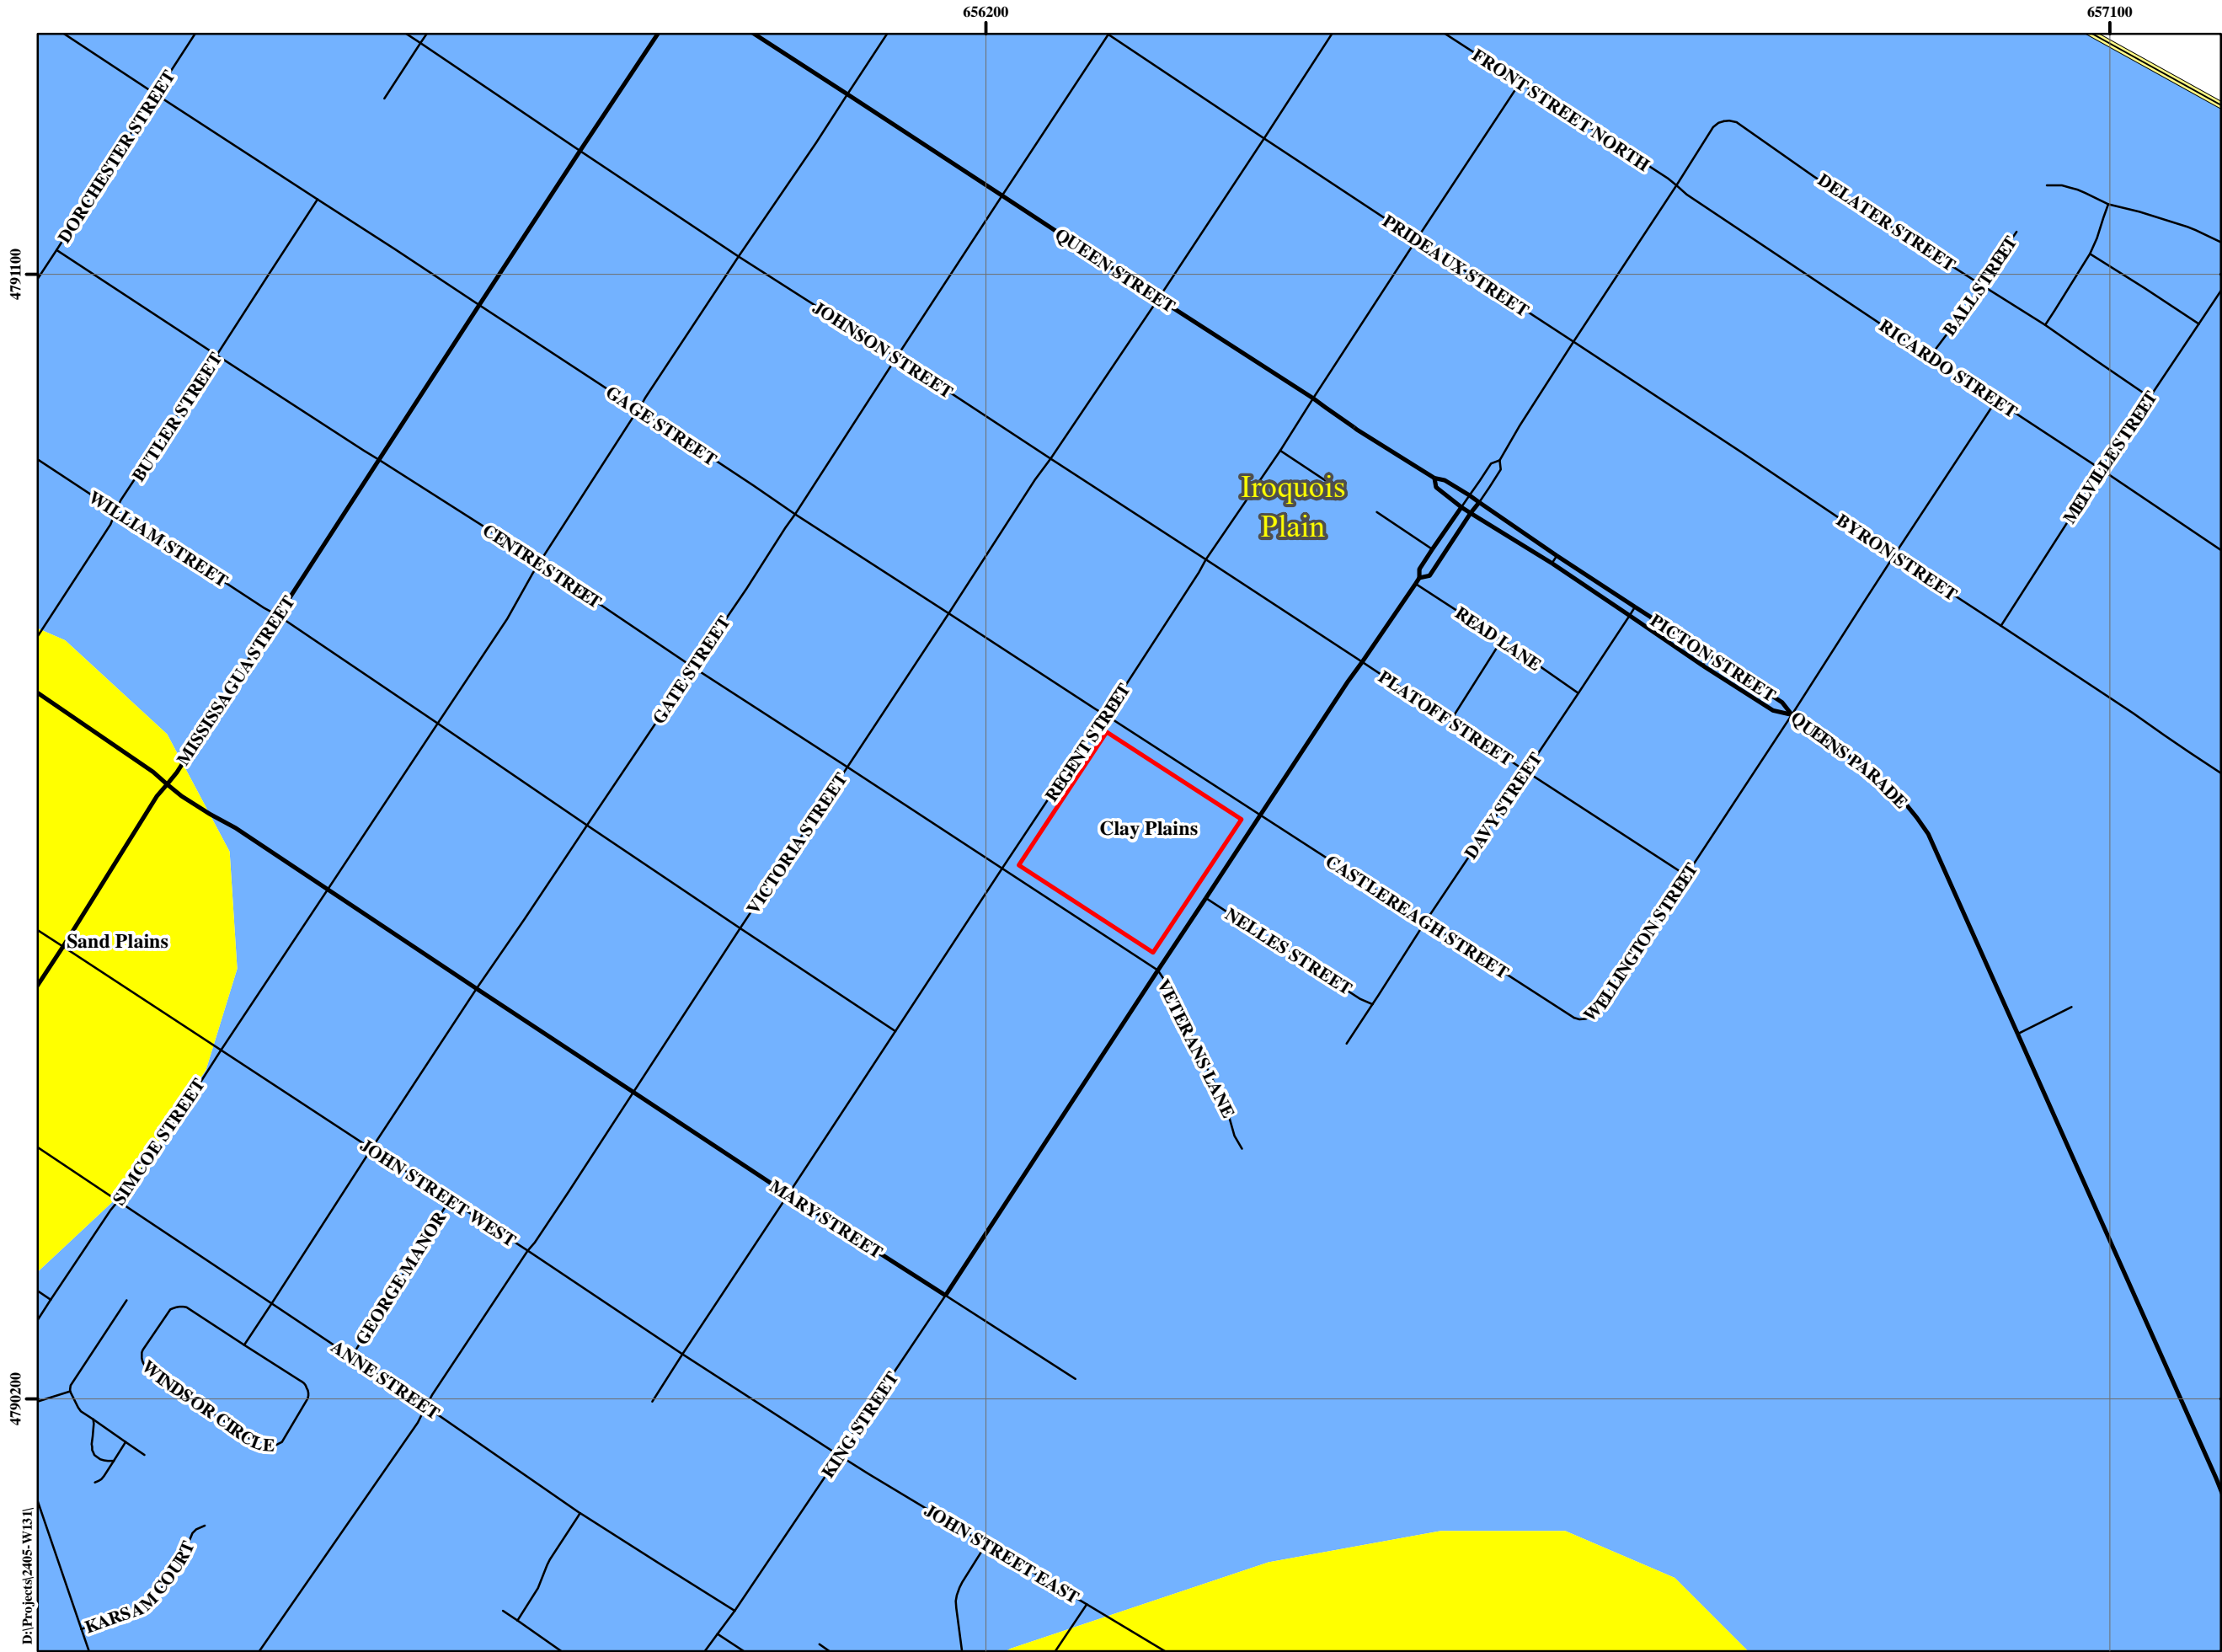 656200
657100
4791100
4790200
DORCHESTER STREET
FRONT STREET NORTH
DELATER STREET
BALL STREET
PRIDEAUX STREET
QUEEN STREET
RICARDO STREET
JOHNSON STREET
BUTLER STREET
GAGE STREET
MELVILLE STREET
Iroquois
Plain
WILLIAM STREET
CENTRE STREET
BYRON STREET
MISSISSAGUA STREET
GATE STREET
READ LANE
PICTON STREET
PLATOFF STREET
REGENT STREET
QUEENS PARADE
DAVY STREET
VICTORIA STREET
Clay Plains
CASTLEREAGH STREET
WELLINGTON STREET
NELLES STREET
Sand Plains
VETERANS LANE
SIMCOE STREET
JOHN STREET WEST
MARY STREET
GEORGE MANOR
ANNE STREET
WINDSOR CIRCLE
KING STREET
JOHN STREET EAST
KARSAM COURT
D:\Projects\2405-W131\